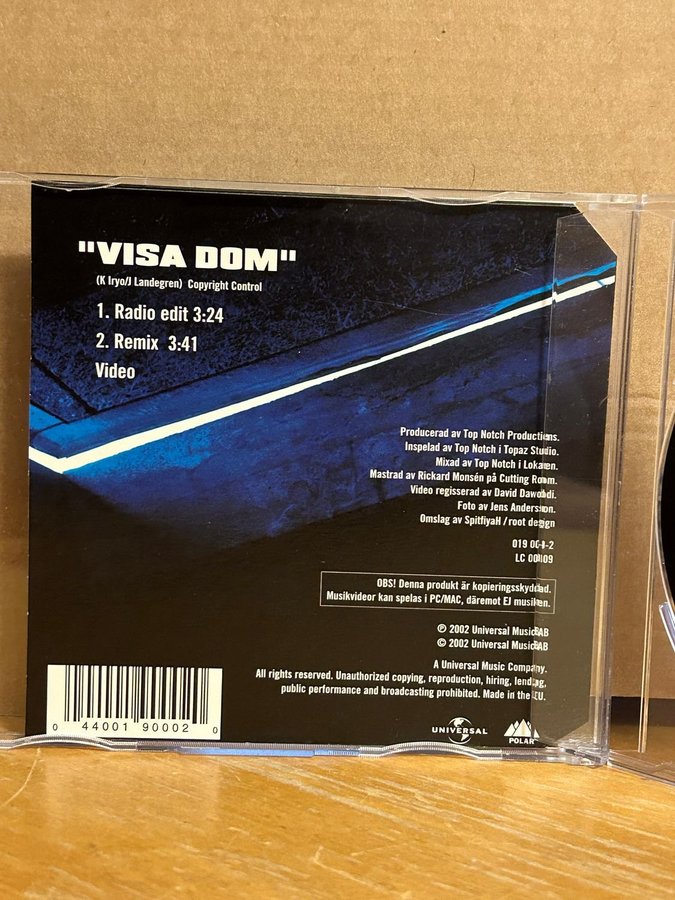 "VISA DOM"
(K Iryo/J Landegren) Copyright Control
1. Radio edit 3:24
2. Remix 3:41
Video
Producerad av Top Notch Productions.
Inspelad av Top Notch i Topaz Studio.
Mixad av Top Notch i Lokalen.
Mastrad av Rickard Monsén på Cutting Room.
Video regisserad av David Dawoodi.
Foto av Jens Andersson.
Omslag av SpitfiyaH / root design
019
LC
OBS! Denna produkt är kopieringsskyddad.
Musikvideor kan spelas i PC/MAC, däremot EJ musiken.
℗ 2002 Universal Music AB
© 2002 Universal Music AB
A Universal Music Company.
All rights reserved. Unauthorized copying, reproduction, hiring, lending,
public performance and broadcasting prohibited. Made in the EU.
0 44001 90002 0
UNIVERSAL
POLAR